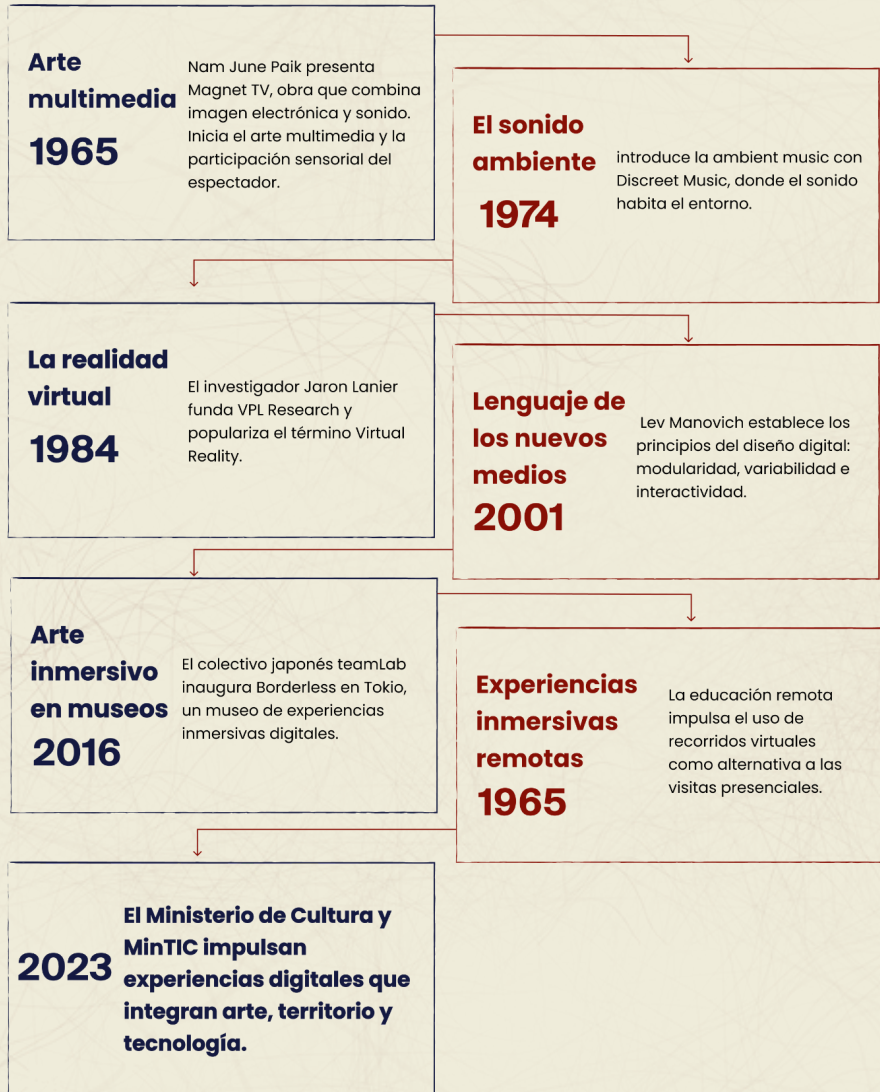 Arte
multimedia
1965
Nam June Paik presenta
Magnet TV, obra que combina
imagen electrónica y sonido.
Inicia el arte multimedia y la
participación sensorial del
espectador.
El sonido
ambiente
1974
introduce la ambient music con
Discreet Music, donde el sonido
habita el entorno.
La realidad
virtual
1984
El investigador Jaron Lanier
funda VPL Research y
populariza el término Virtual
Reality.
Lenguaje de
los nuevos
medios
2001
Lev Manovich establece los
principios del diseño digital:
modularidad, variabilidad e
interactividad.
Arte
inmersivo
en museos
2016
El colectivo japonés teamLab
inaugura Borderless en Tokio,
un museo de experiencias
inmersivas digitales.
Experiencias
inmersivas
remotas
1965
La educación remota
impulsa el uso de
recorridos virtuales
como alternativa a las
visitas presenciales.
2023
El Ministerio de Cultura y
MinTIC impulsan
experiencias digitales que
integran arte, territorio y
tecnología.